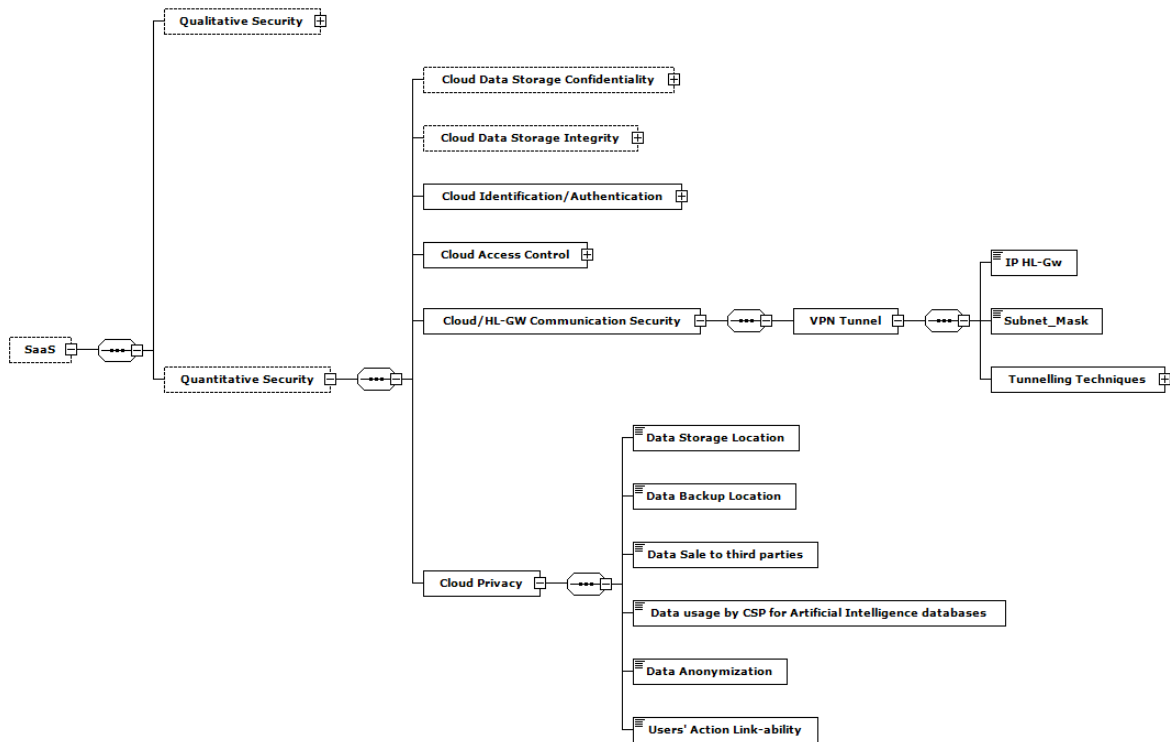 Qualitative Security
Cloud Data Storage Confidentiality
Cloud Data Storage Integrity
Cloud Identification/Authentication
Cloud Access Control
IP HL-Gw
Cloud/HL-GW Communication Security
VPN Tunnel
Subnet_Mask
SaaS
Quantitative Security
Tunnelling Techniques
Data Storage Location
Data Backup Location
Data Sale to third parties
Cloud Privacy
Data usage by CSP for Artificial Intelligence databases
Data Anonymization
Users' Action Link-ability